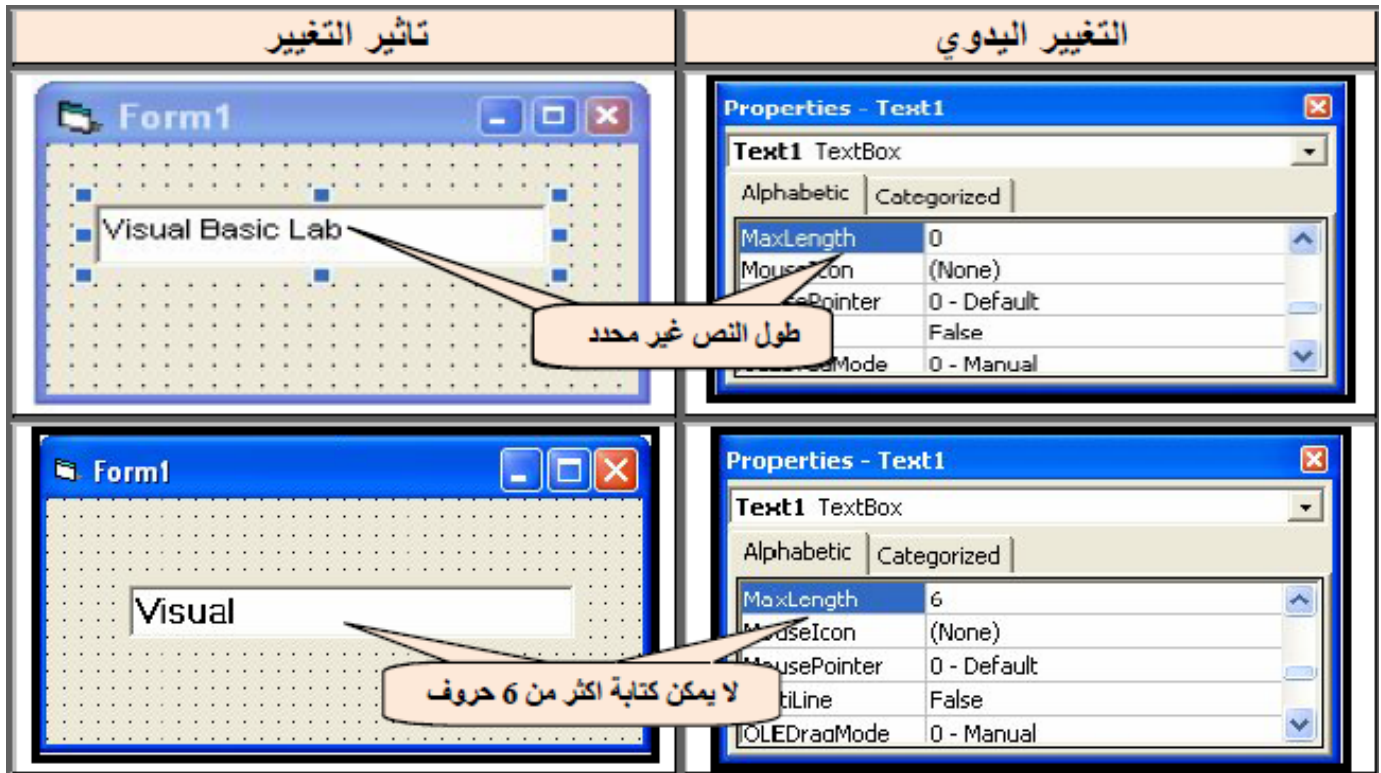 التغيير اليدوي
تاثير التغيير
Properties - Text1
Text1 TextBox
Alphabetic
Categorized
MaxLength 0
MouseIcon (None)
0 - Default
False
0 - Manual
Form1
Visual Basic Lab
طول النص غير محدد
Properties - Text1
Text1 TextBox
Alphabetic
Categorized
MaxLength 6
MouseIcon (None)
MousePointer 0 - Default
False
OLEDragMode 0 - Manual
Form1
Visual
لا يمكن كتابة اكثر من 6 حروف